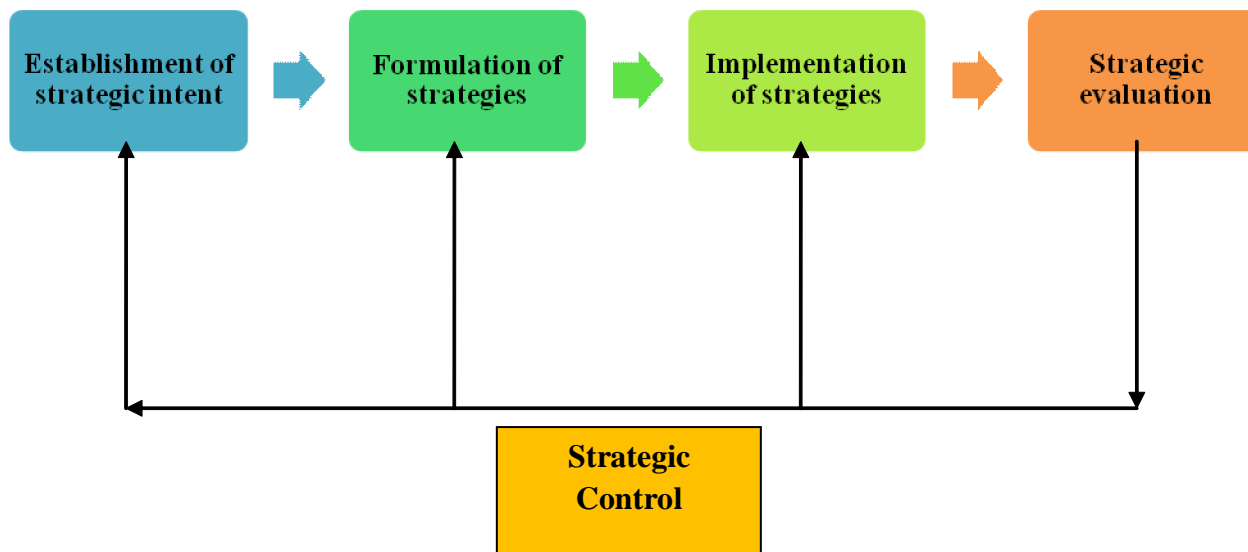 Establishment of
strategic intent
Formulation of
strategies
Implementation
of strategies
Strategic
evaluation
Strategic
Control